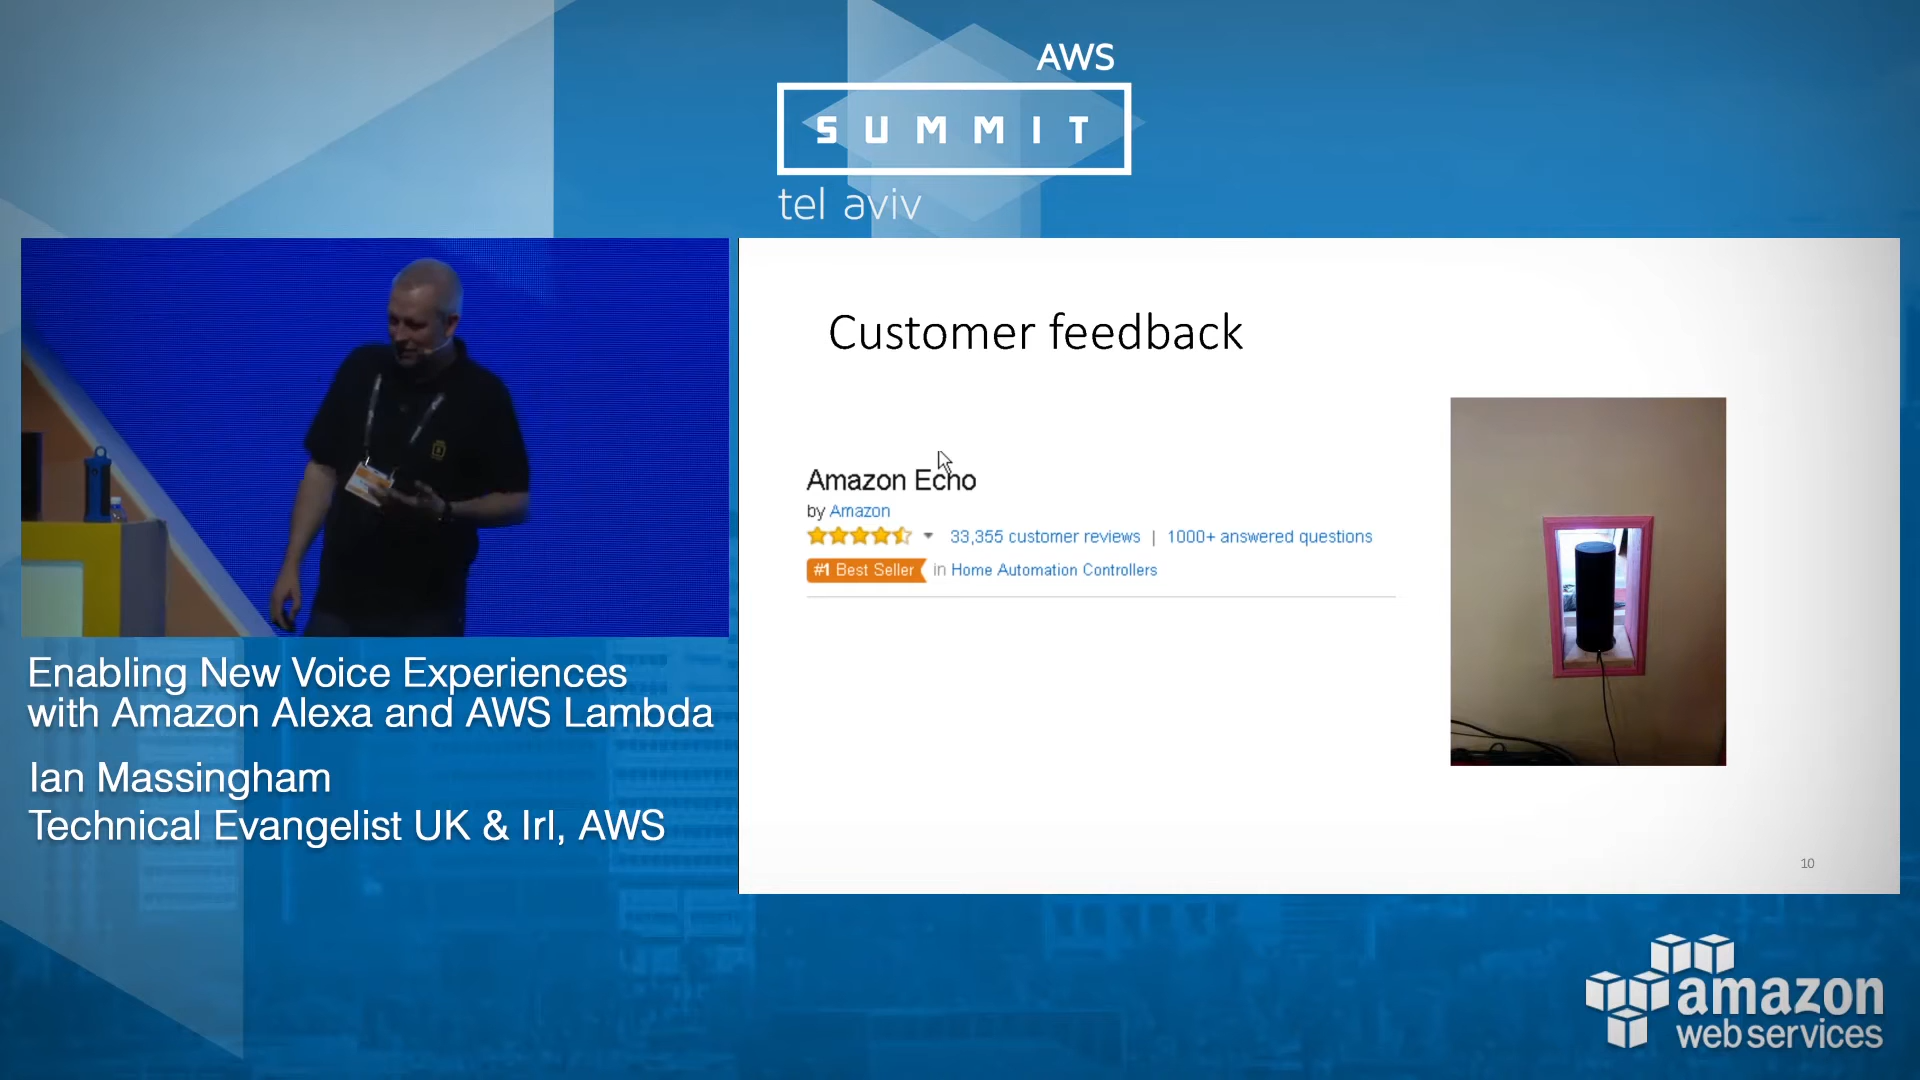 AWS
SUMMIT
tel aviv
Customer feedback
Amazon Echo
by Amazon
33,355 customer reviews | 1000+ answered questions
#1 Best Seller in Home Automation Controllers
10
Enabling New Voice Experiences
with Amazon Alexa and AWS Lambda
Ian Massingham
Technical Evangelist UK & Irl, AWS
amazon
web services